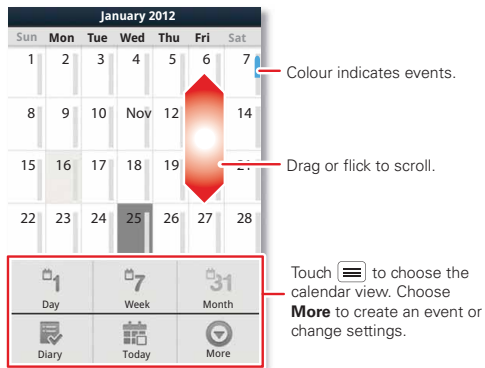 January 2012
Sun Mon Tue Wed Thu Fri Sat
1 2 3 4 5 6 7
Colour indicates events.
8 9 10 Nov 12 14
15 16 17 18 19 21
Drag or flick to scroll.
22 23 24 25 26 27 28
1 7 31
Day Week Month
Diary Today More
Touch to choose the
calendar view. Choose
More to create an event or
change settings.